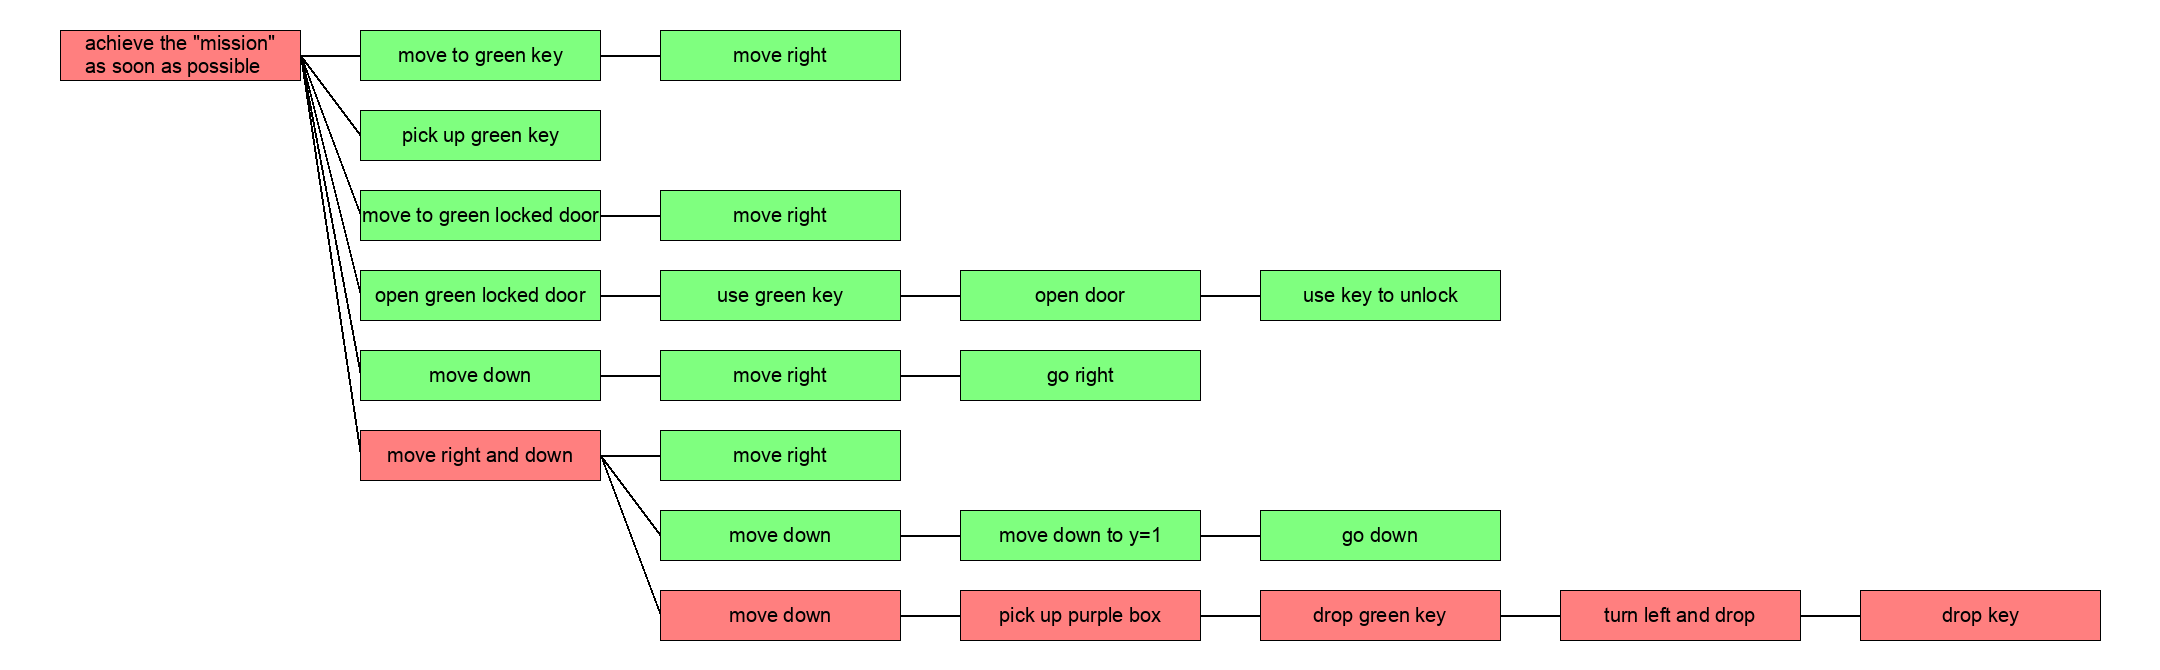 achieve the "mission"
as soon as possible
move to green key
move right
pick up green key
move to green locked door
move right
open green locked door
use green key
open door
use key to unlock
move down
move right
go right
move right and down
move right
move down
move down to y=1
go down
move down
pick up purple box
drop green key
turn left and drop
drop key